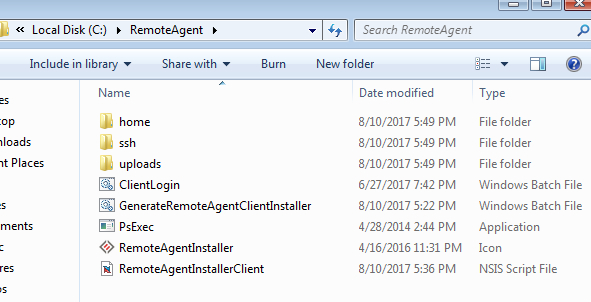 « Local Disk (C:) ▸ RemoteAgent ▸ Search RemoteAgent
Include in library Share with Burn New folder
Name Date modified Type
home 8/10/2017 5:49 PM File folder
ssh 8/10/2017 5:49 PM File folder
uploads 8/10/2017 5:49 PM File folder
ClientLogin 6/27/2017 7:42 PM Windows Batch File
GenerateRemoteAgentClientInstaller 8/10/2017 5:22 PM Windows Batch File
PsExec 4/28/2014 2:44 PM Application
RemoteAgentInstaller 4/16/2016 11:31 PM Icon
RemoteAgentInstallerClient 8/10/2017 5:36 PM NSIS Script File
es
top
nloads
nt Places
es
uments
c
res
os